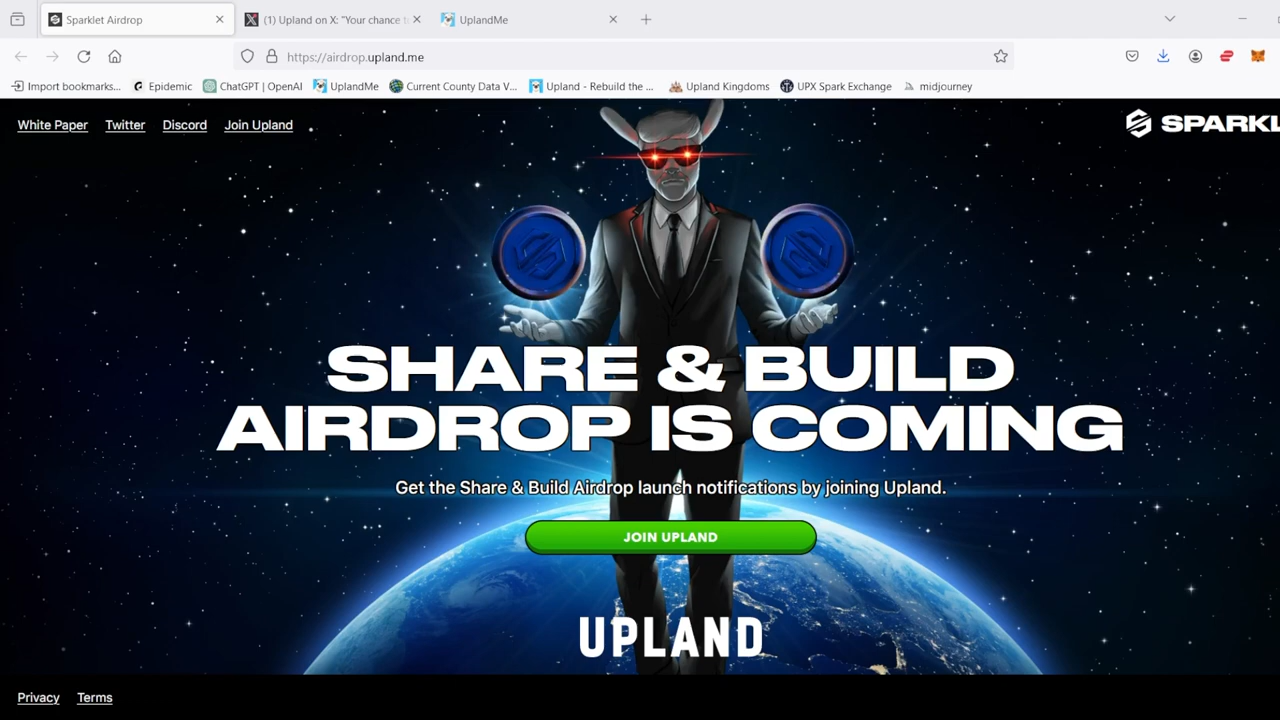 Sparklet Airdrop
(1) Upland on X: "Your chance t
UplandMe
https://airdrop.upland.me
Import bookmarks...
Epidemic
ChatGPT | OpenAI
UplandMe
Current County Data V...
Upland - Rebuild the ...
Upland Kingdoms
UPX Spark Exchange
midjourney
White Paper
Twitter
Discord
Join Upland
SPARKL
SHARE & BUILD
AIRDROP IS COMING
Get the Share & Build Airdrop launch notifications by joining Upland.
JOIN UPLAND
UPLAND
Privacy
Terms